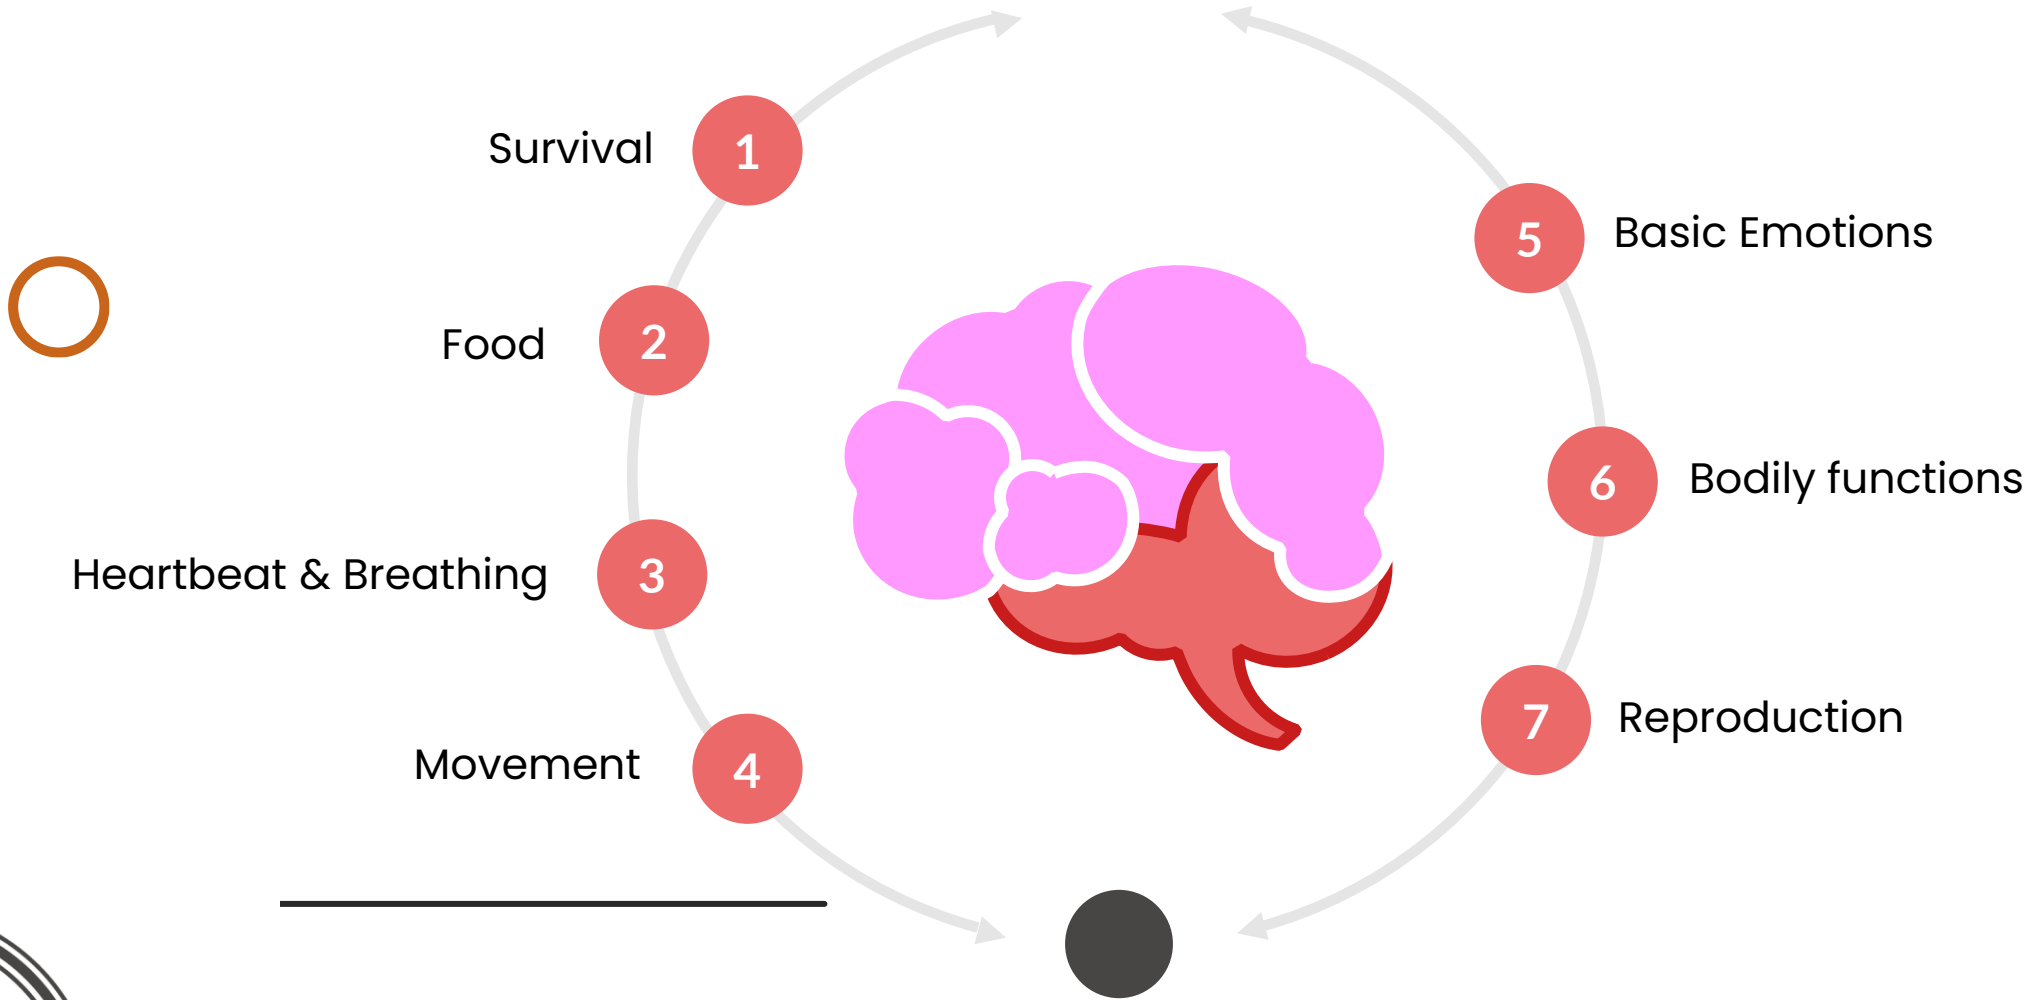 Survival 1
Food 2
Heartbeat & Breathing 3
Movement 4
5 Basic Emotions
6 Bodily functions
7 Reproduction